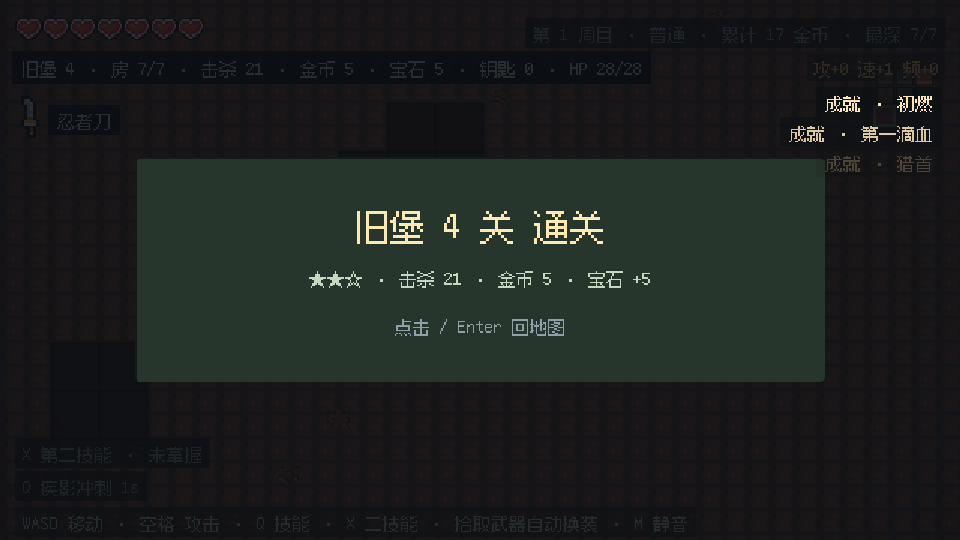 第 1 周目 · 普通 · 累计 17 金币 · 最深 7/7
旧堡 4 · 房 7/7 · 击杀 21 · 金币 5 · 宝石 5 · 钥匙 0 · HP 28/28
攻+0 速+1 频+0
成就 · 初燃
忍者刀
成就 · 第一滴血
成就 · 猎首
旧堡 4 关 通关
★★☆ · 击杀 21 · 金币 5 · 宝石 +5
点击 / Enter 回地图
X 第二技能 · 未掌握
Q 疾影冲刺 1s
WASD 移动 · 空格 攻击 · Q 技能 · X 二技能 · 拾取武器自动换装 · M 静音